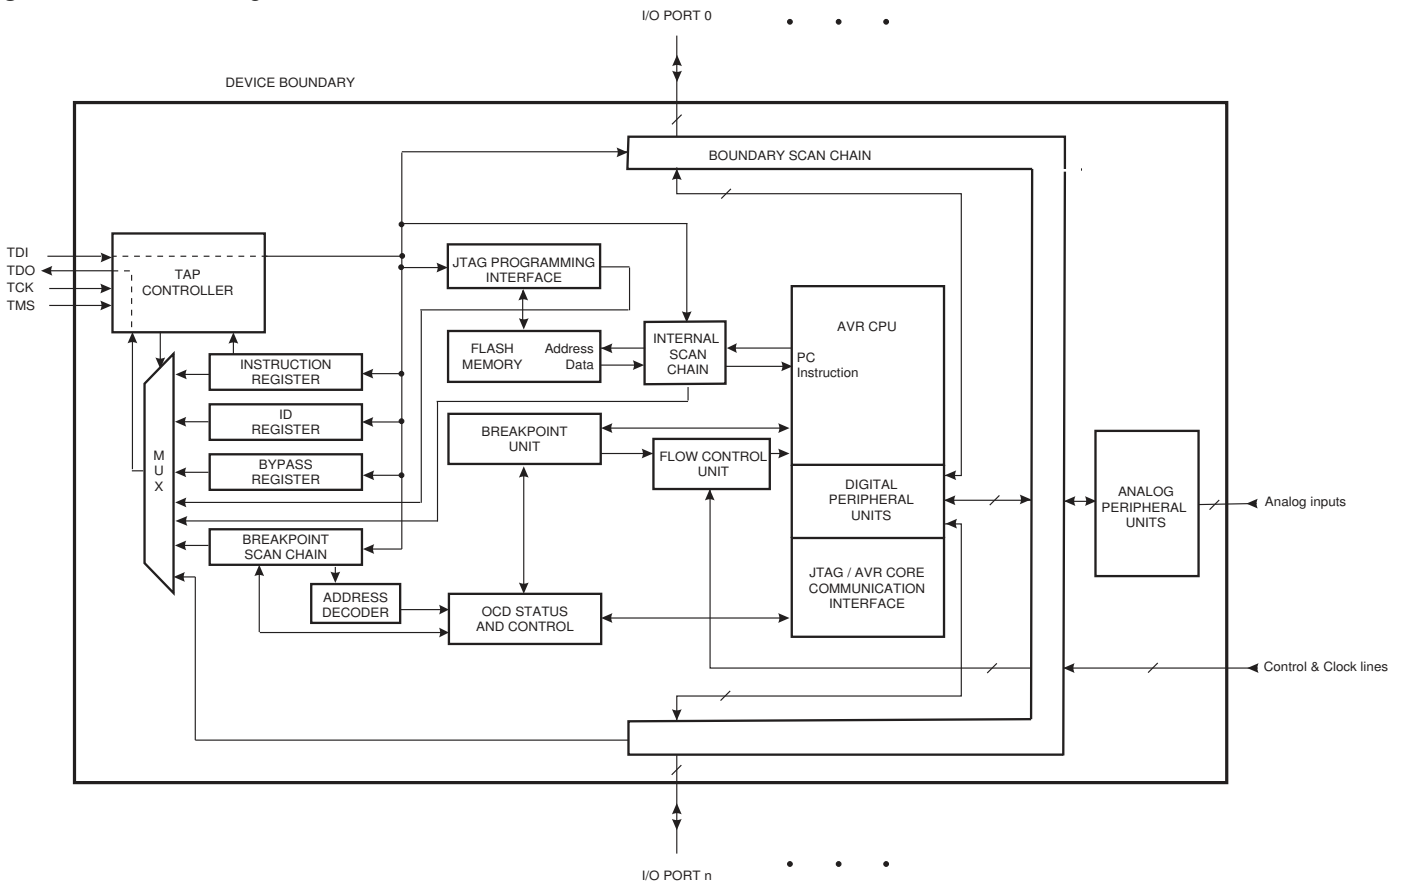 I/O PORT 0
DEVICE BOUNDARY
BOUNDARY SCAN CHAIN
TDI
TDO
TCK
TMS
TAP
CONTROLLER
JTAG PROGRAMMING
INTERFACE
AVR CPU
FLASH
MEMORY
Address
Data
INTERNAL
SCAN
CHAIN
PC
Instruction
INSTRUCTION
REGISTER
ID
REGISTER
BREAKPOINT
UNIT
FLOW CONTROL
UNIT
BYPASS
REGISTER
M
U
X
DIGITAL
PERIPHERAL
UNITS
ANALOG
PERIPHERAL
UNITS
Analog inputs
BREAKPOINT
SCAN CHAIN
ADDRESS
DECODER
OCD STATUS
AND CONTROL
JTAG / AVR CORE
COMMUNICATION
INTERFACE
Control & Clock lines
I/O PORT n